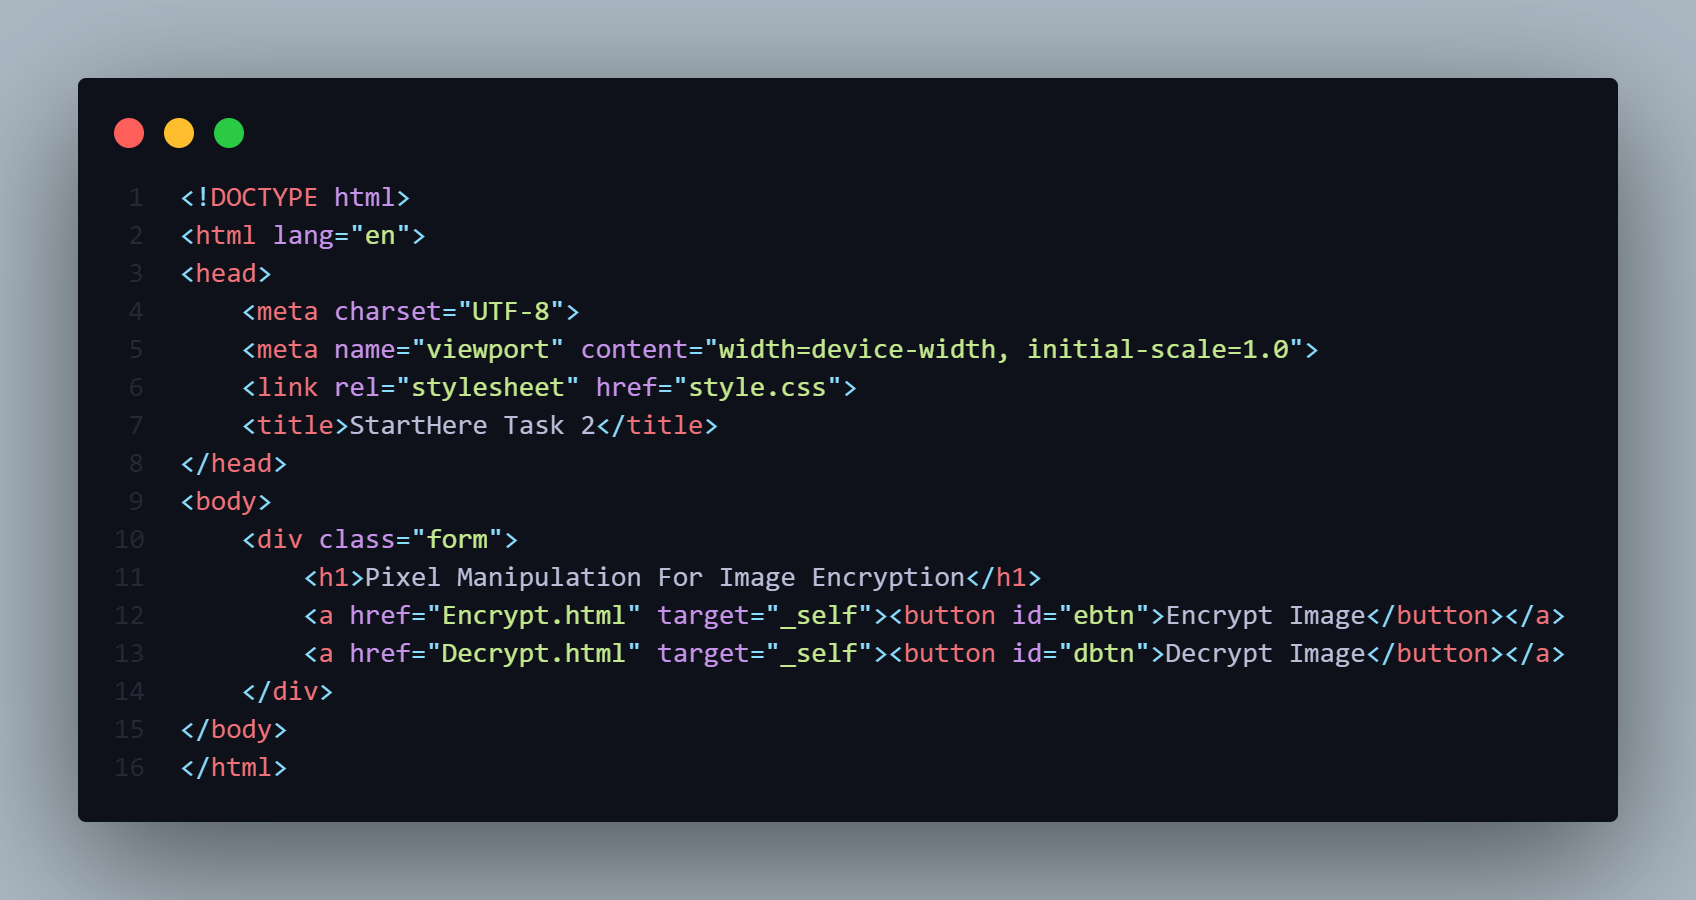 1 <!DOCTYPE html>
2 <html lang="en">
3 <head>
4     <meta charset="UTF-8">
5     <meta name="viewport" content="width=device-width, initial-scale=1.0">
6     <link rel="stylesheet" href="style.css">
7     <title>StartHere Task 2</title>
8 </head>
9 <body>
10     <div class="form">
11         <h1>Pixel Manipulation For Image Encryption</h1>
12         <a href="Encrypt.html" target="_self"><button id="ebtn">Encrypt Image</button></a>
13         <a href="Decrypt.html" target="_self"><button id="dbtn">Decrypt Image</button></a>
14     </div>
15 </body>
16 </html>